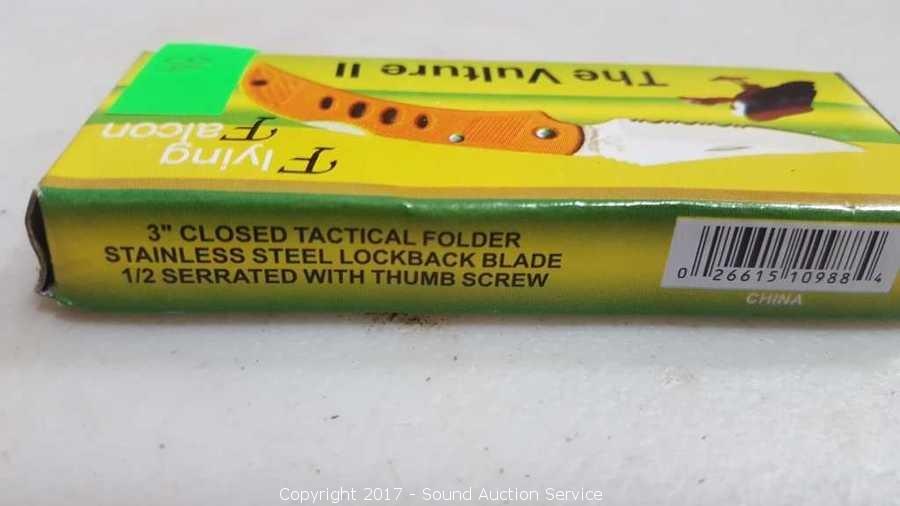 The Vulture II
Flying
Falcon
3" CLOSED TACTICAL FOLDER
STAINLESS STEEL LOCKBACK BLADE
1/2 SERRATED WITH THUMB SCREW
0 26615 10988 4
CHINA
Copyright 2017 - Sound Auction Service